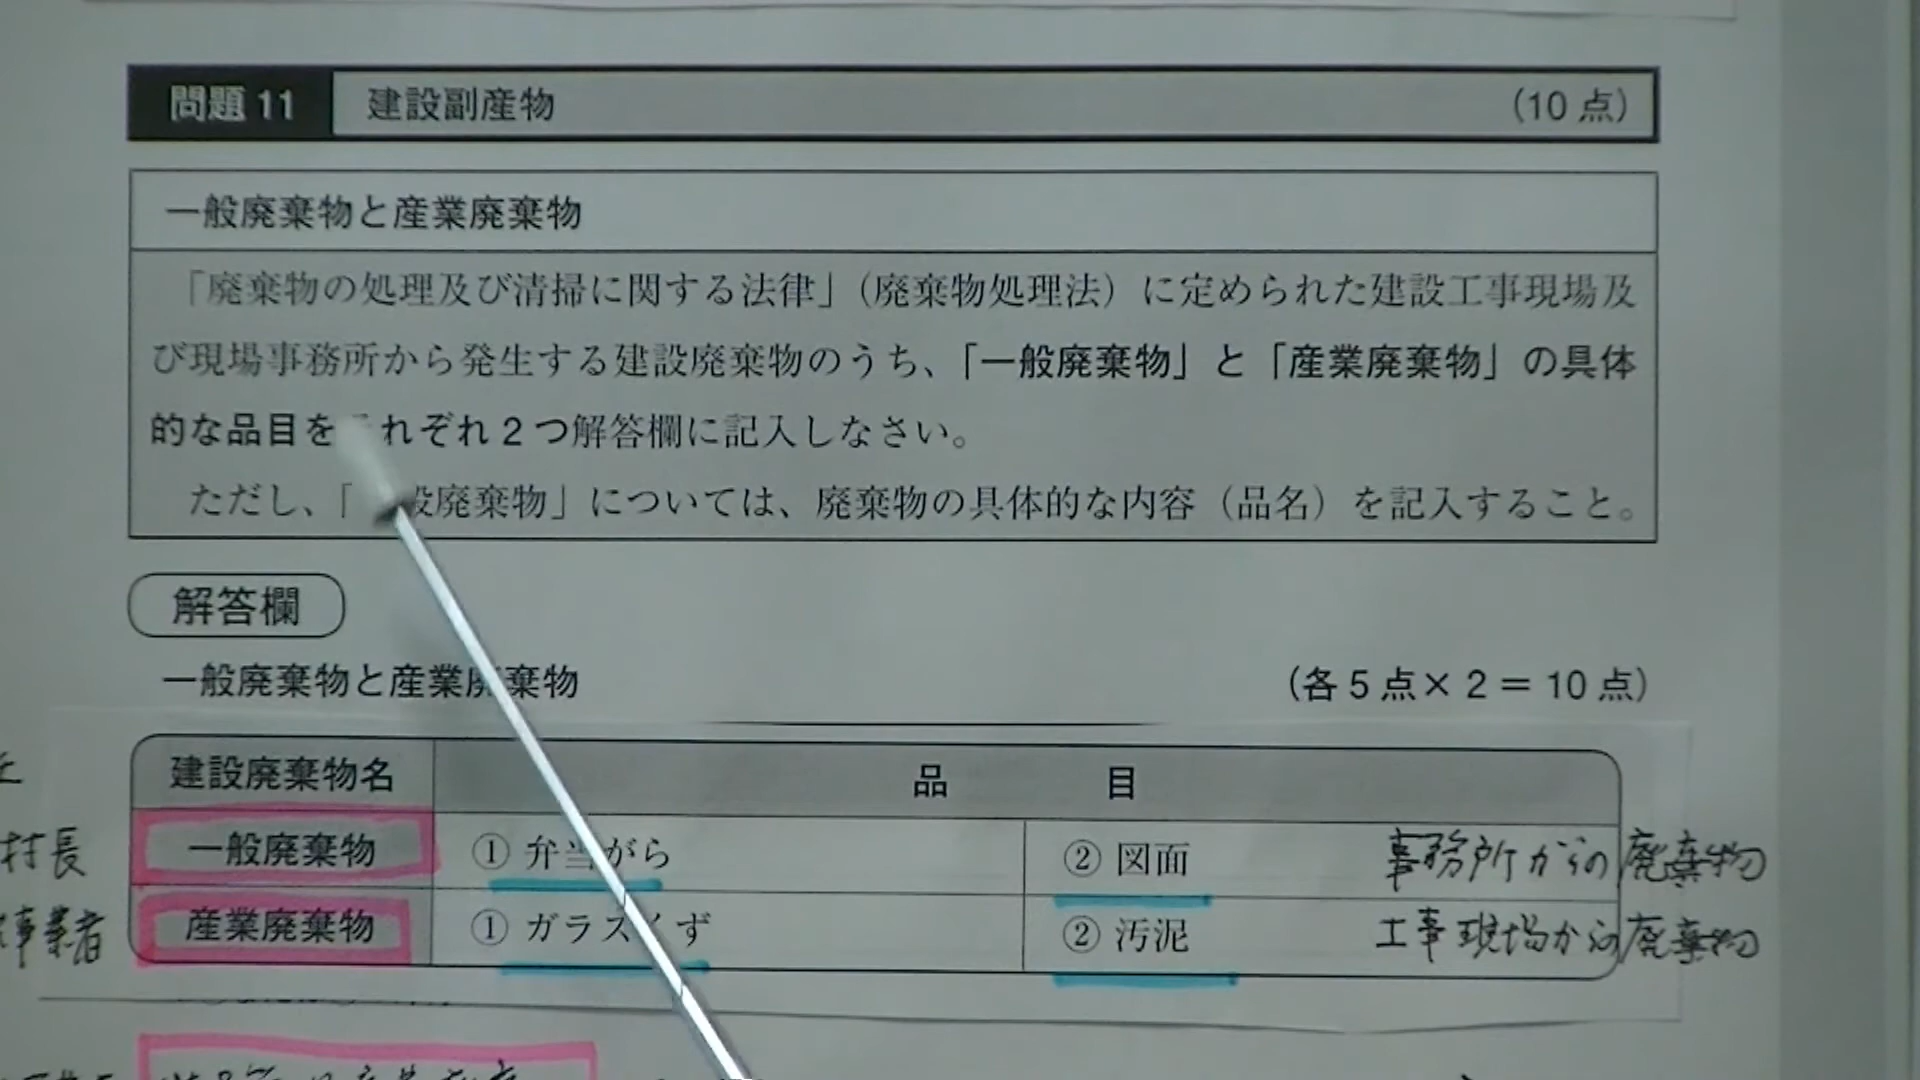 問題 11 建設副産物 （10 点）
一般廃棄物と産業廃棄物
「廃棄物の処理及び清掃に関する法律」（廃棄物処理法）に定められた建設工事現場及
び現場事務所から発生する建設廃棄物のうち、「一般廃棄物」と「産業廃棄物」の具体
的な品目をそれぞれ 2 つ解答欄に記入しなさい。
ただし、「一般廃棄物」については、廃棄物の具体的な内容（品名）を記入すること。
解答欄
一般廃棄物と産業廃棄物 （各 5 点× 2 ＝ 10 点）
建設廃棄物名 品 目
村長 一般廃棄物 ① 弁当がら ② 図面 事務所からの廃棄物
事業者 産業廃棄物 ① ガラスくず ② 汚泥 工事現場からの廃棄物